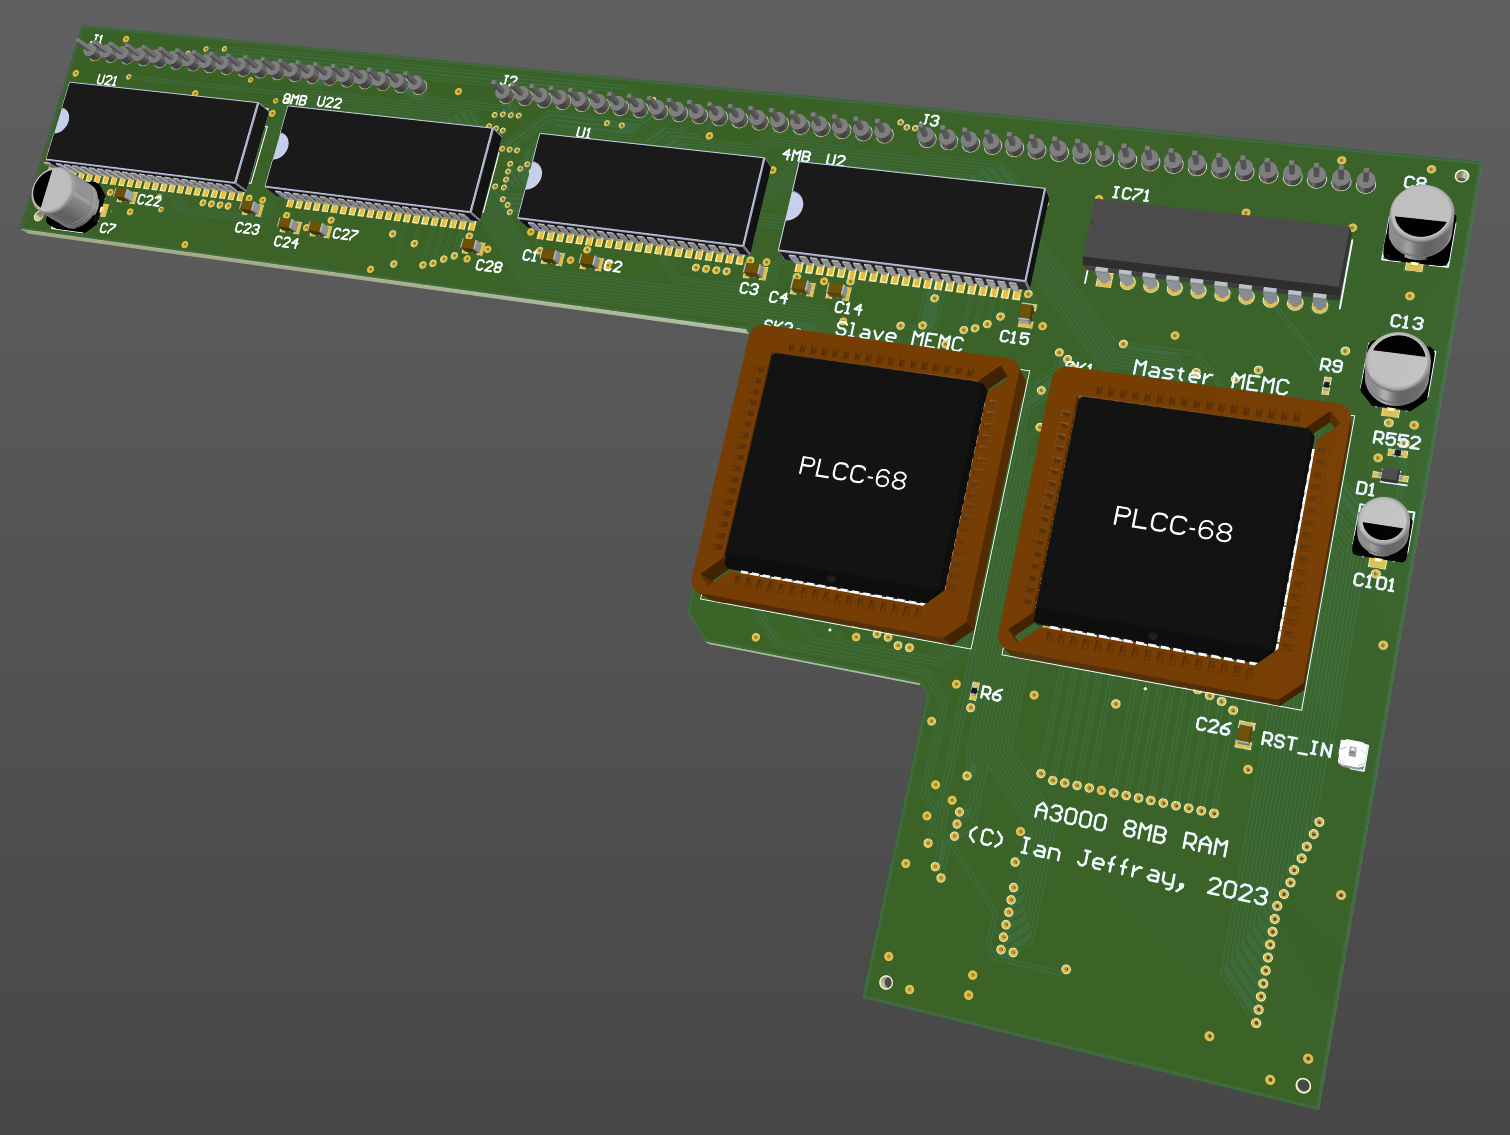 J1
U21
8MB U22
J2
U1
J3
4MB U2
IC71
C8
C22
C7
C23
C24
C27
C28
C1
C2
C3
C4
C14
C15
C13
Slave MEMC
Master MEMC
R9
R552
D1
C101
PLCC-68
PLCC-68
R6
C26
RST_IN
A3000 8MB RAM
(C) Ian Jeffray, 2023